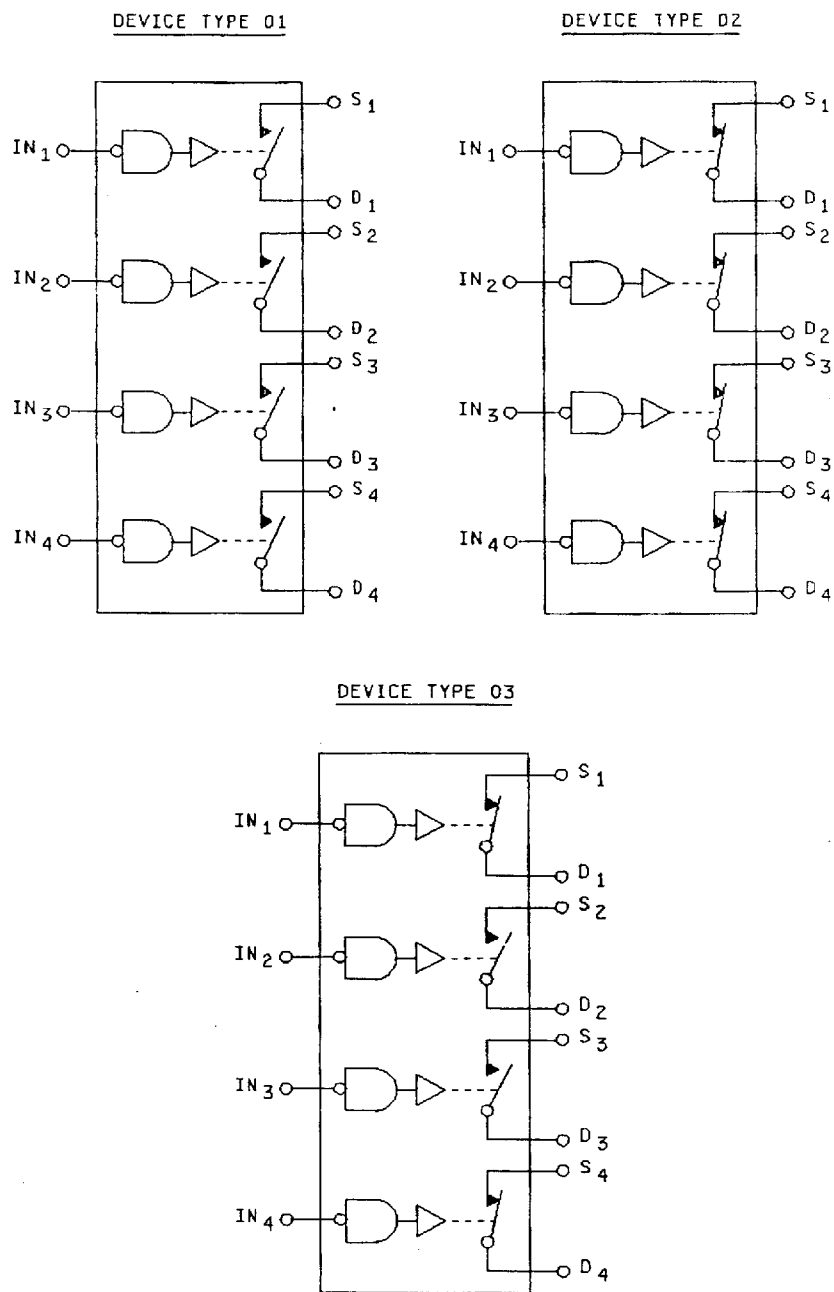 DEVICE TYPE 01
IN1
S1
D1
IN2
S2
D2
IN3
S3
D3
IN4
S4
D4
DEVICE TYPE 02
IN1
S1
D1
IN2
S2
D2
IN3
S3
D3
IN4
S4
D4
DEVICE TYPE 03
IN1
S1
D1
IN2
S2
D2
IN3
S3
D3
IN4
S4
D4